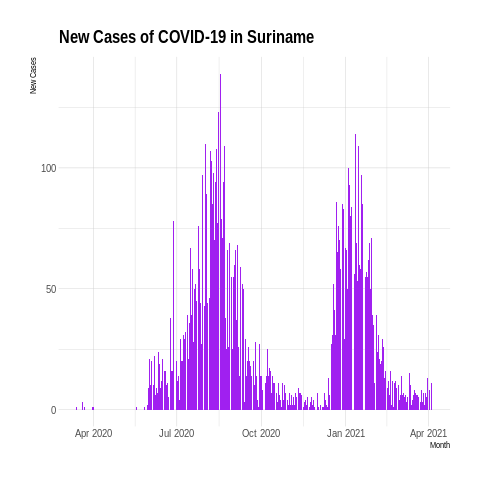 New Cases of COVID-19 in Suriname
New Cases
100
50
0
Apr 2020 Jul 2020 Oct 2020 Jan 2021 Apr 2021
Month